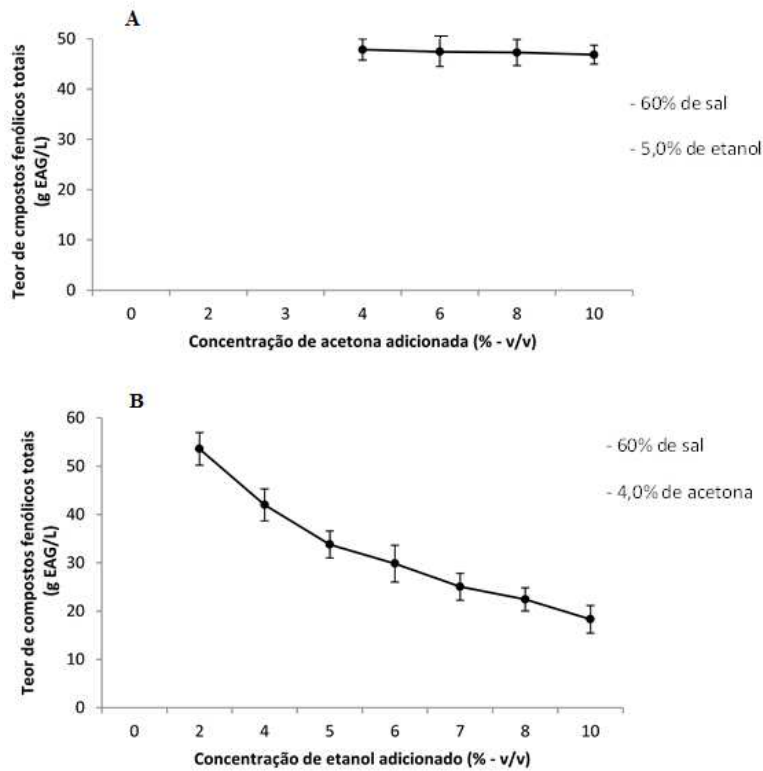 A
Teor de cmpostos fenólicos totais
(g EAG/L)
50
40
30
20
10
0
0 2 3 4 6 8 10
Concentração de acetona adicionada (% - v/v)
- 60% de sal
- 5,0% de etanol
B
Teor de compostos fenólicos totais
(g EAG/L)
60
50
40
30
20
10
0
0 2 4 5 6 7 8 10
Concentração de etanol adicionado (% - v/v)
- 60% de sal
- 4,0% de acetona